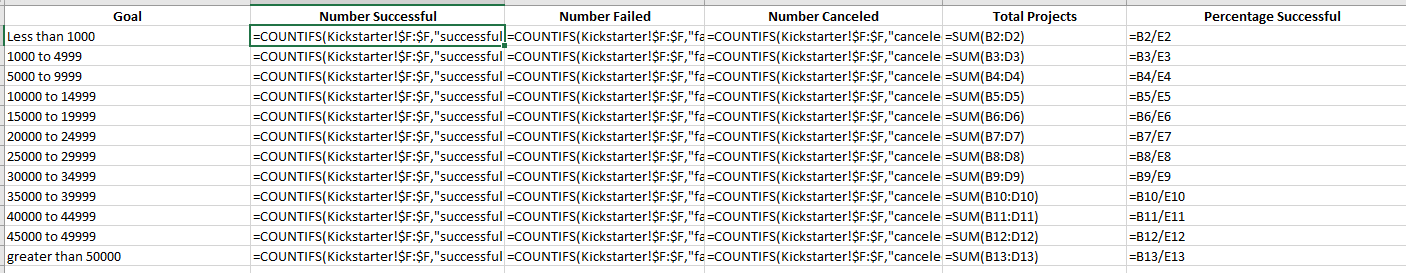 Goal Number Successful Number Failed Number Canceled Total Projects Percentage Successful
Less than 1000 =COUNTIFS(Kickstarter!$F:$F,"successful =COUNTIFS(Kickstarter!$F:$F,"fa =COUNTIFS(Kickstarter!$F:$F,"cancele =SUM(B2:D2) =B2/E2
1000 to 4999 =COUNTIFS(Kickstarter!$F:$F,"successful =COUNTIFS(Kickstarter!$F:$F,"fa =COUNTIFS(Kickstarter!$F:$F,"cancele =SUM(B3:D3) =B3/E3
5000 to 9999 =COUNTIFS(Kickstarter!$F:$F,"successful =COUNTIFS(Kickstarter!$F:$F,"fa =COUNTIFS(Kickstarter!$F:$F,"cancele =SUM(B4:D4) =B4/E4
10000 to 14999 =COUNTIFS(Kickstarter!$F:$F,"successful =COUNTIFS(Kickstarter!$F:$F,"fa =COUNTIFS(Kickstarter!$F:$F,"cancele =SUM(B5:D5) =B5/E5
15000 to 19999 =COUNTIFS(Kickstarter!$F:$F,"successful =COUNTIFS(Kickstarter!$F:$F,"fa =COUNTIFS(Kickstarter!$F:$F,"cancele =SUM(B6:D6) =B6/E6
20000 to 24999 =COUNTIFS(Kickstarter!$F:$F,"successful =COUNTIFS(Kickstarter!$F:$F,"fa =COUNTIFS(Kickstarter!$F:$F,"cancele =SUM(B7:D7) =B7/E7
25000 to 29999 =COUNTIFS(Kickstarter!$F:$F,"successful =COUNTIFS(Kickstarter!$F:$F,"fa =COUNTIFS(Kickstarter!$F:$F,"cancele =SUM(B8:D8) =B8/E8
30000 to 34999 =COUNTIFS(Kickstarter!$F:$F,"successful =COUNTIFS(Kickstarter!$F:$F,"fa =COUNTIFS(Kickstarter!$F:$F,"cancele =SUM(B9:D9) =B9/E9
35000 to 39999 =COUNTIFS(Kickstarter!$F:$F,"successful =COUNTIFS(Kickstarter!$F:$F,"fa =COUNTIFS(Kickstarter!$F:$F,"cancele =SUM(B10:D10) =B10/E10
40000 to 44999 =COUNTIFS(Kickstarter!$F:$F,"successful =COUNTIFS(Kickstarter!$F:$F,"fa =COUNTIFS(Kickstarter!$F:$F,"cancele =SUM(B11:D11) =B11/E11
45000 to 49999 =COUNTIFS(Kickstarter!$F:$F,"successful =COUNTIFS(Kickstarter!$F:$F,"fa =COUNTIFS(Kickstarter!$F:$F,"cancele =SUM(B12:D12) =B12/E12
greater than 50000 =COUNTIFS(Kickstarter!$F:$F,"successful =COUNTIFS(Kickstarter!$F:$F,"fa =COUNTIFS(Kickstarter!$F:$F,"cancele =SUM(B13:D13) =B13/E13